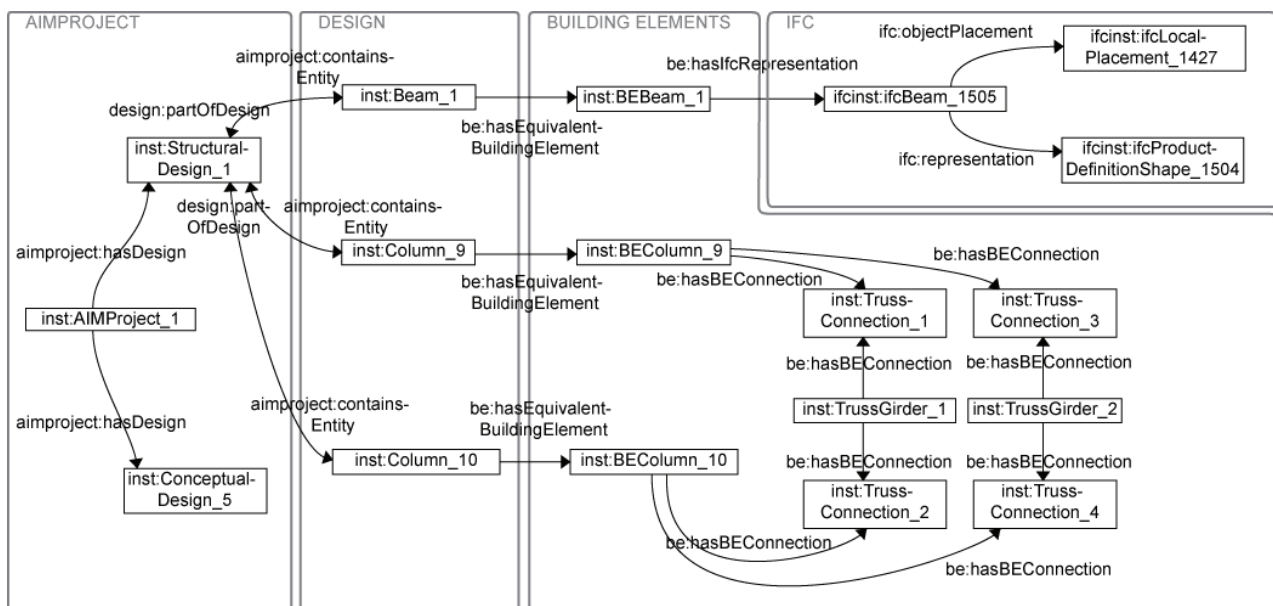 AIMPROJECT
DESIGN
BUILDING ELEMENTS
IFC
ifc:objectPlacement
ifcinst:ifcLocal-
Placement_1427
aimproject:contains-
Entity
be:hasIfcRepresentation
design:partOfDesign
inst:Beam_1
inst:BEBeam_1
ifcinst:ifcBeam_1505
be:hasEquivalent-
BuildingElement
inst:Structural-
Design_1
ifc:representation
ifcinst:ifcProduct-
DefinitionShape_1504
design:part-
OfDesign
aimproject:contains-
Entity
aimproject:hasDesign
inst:Column_9
inst:BEColumn_9
be:hasBEConnection
be:hasBEConnection
be:hasEquivalent-
BuildingElement
inst:Truss-
Connection_1
inst:Truss-
Connection_3
inst:AIMProject_1
be:hasBEConnection
be:hasBEConnection
inst:TrussGirder_1
inst:TrussGirder_2
aimproject:hasDesign
aimproject:contains-
Entity
be:hasEquivalent-
BuildingElement
inst:Column_10
inst:BEColumn_10
be:hasBEConnection
be:hasBEConnection
inst:Conceptual-
Design_5
inst:Truss-
Connection_2
inst:Truss-
Connection_4
be:hasBEConnection
be:hasBEConnection